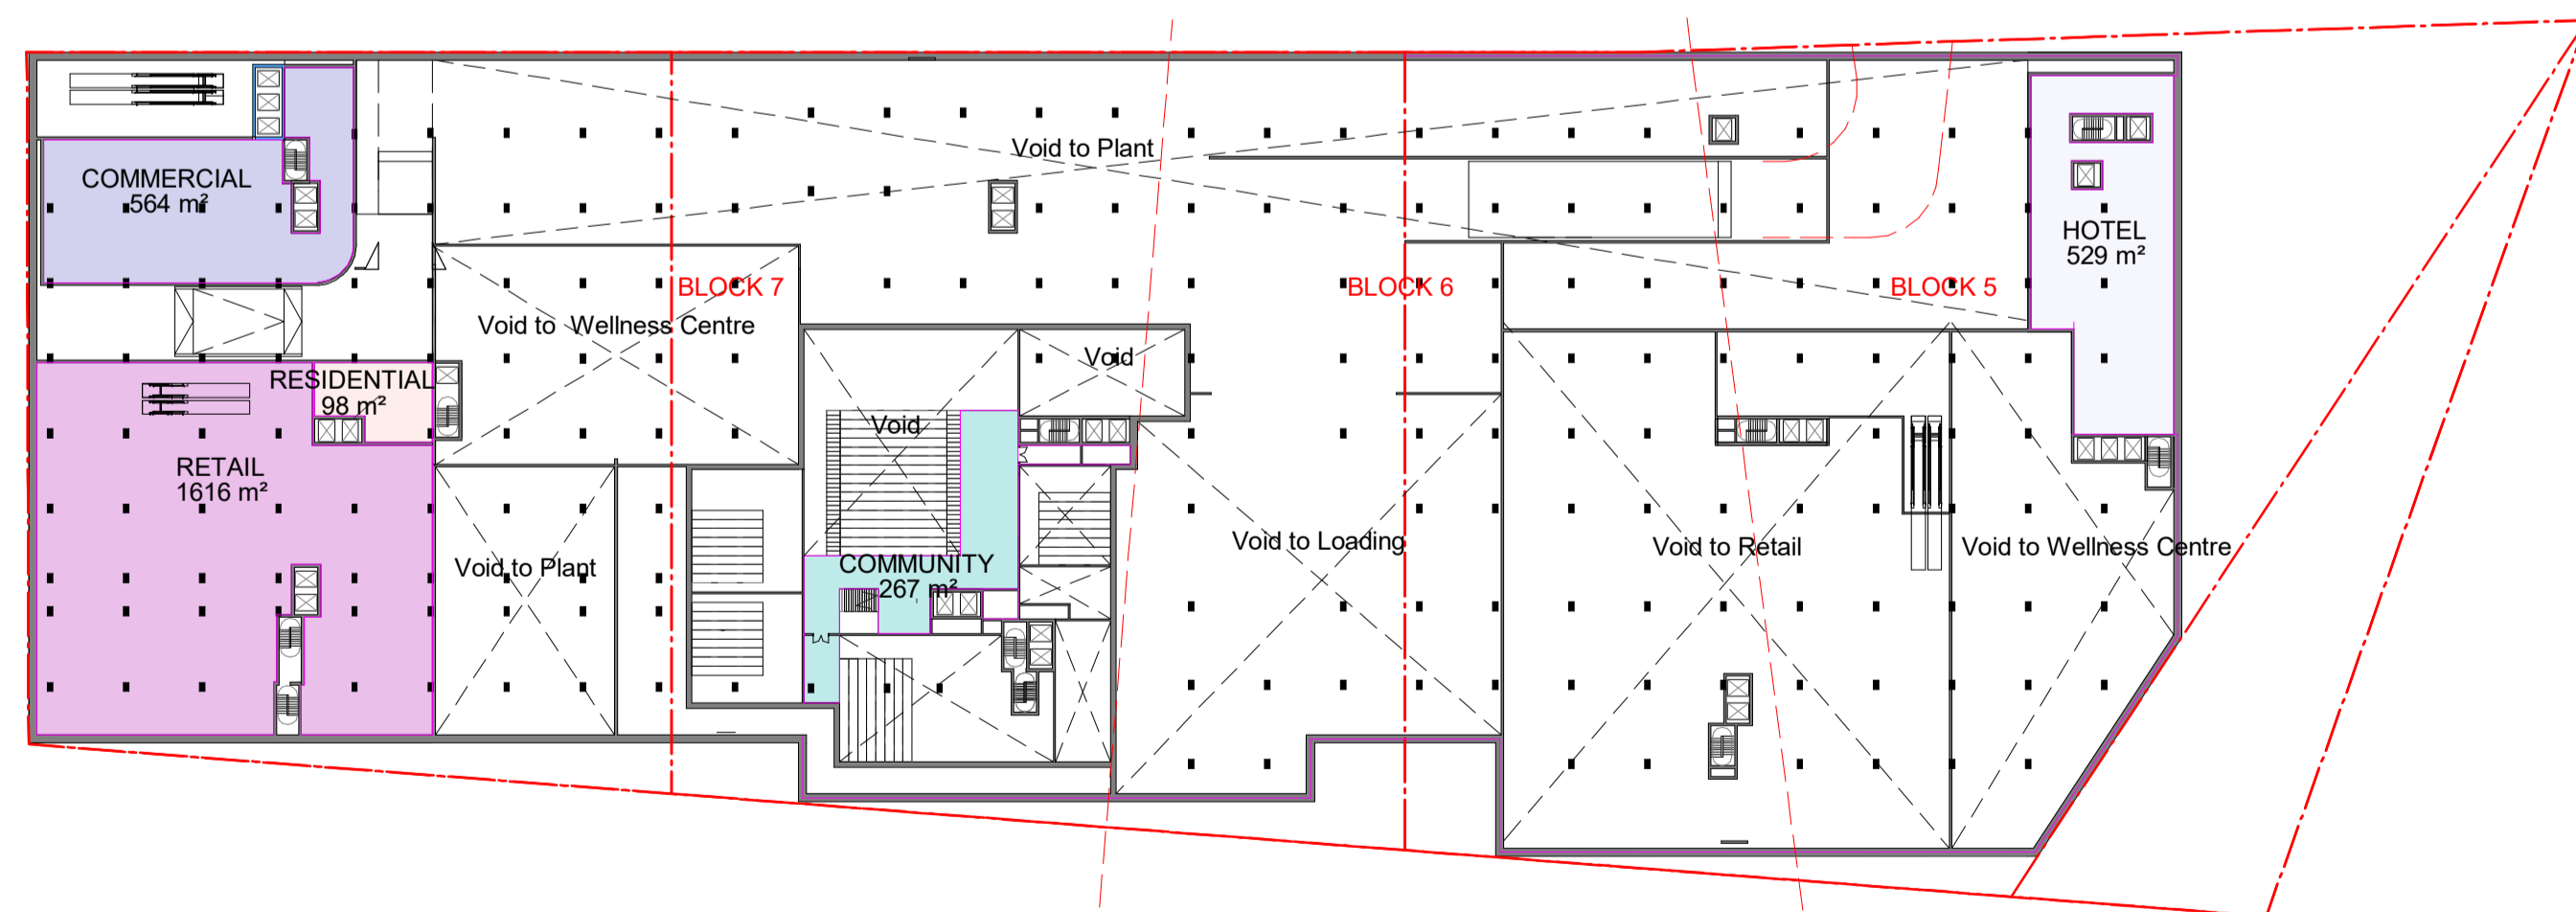 Void to Plant
COMMERCIAL
564 m²
HOTEL
529 m²
BLOCK 7
BLOCK 6
BLOCK 5
Void to Wellness Centre
Void
RESIDENTIAL
98 m²
Void
RETAIL
1616 m²
Void to Plant
COMMUNITY
267 m²
Void to Loading
Void to Retail
Void to Wellness Centre